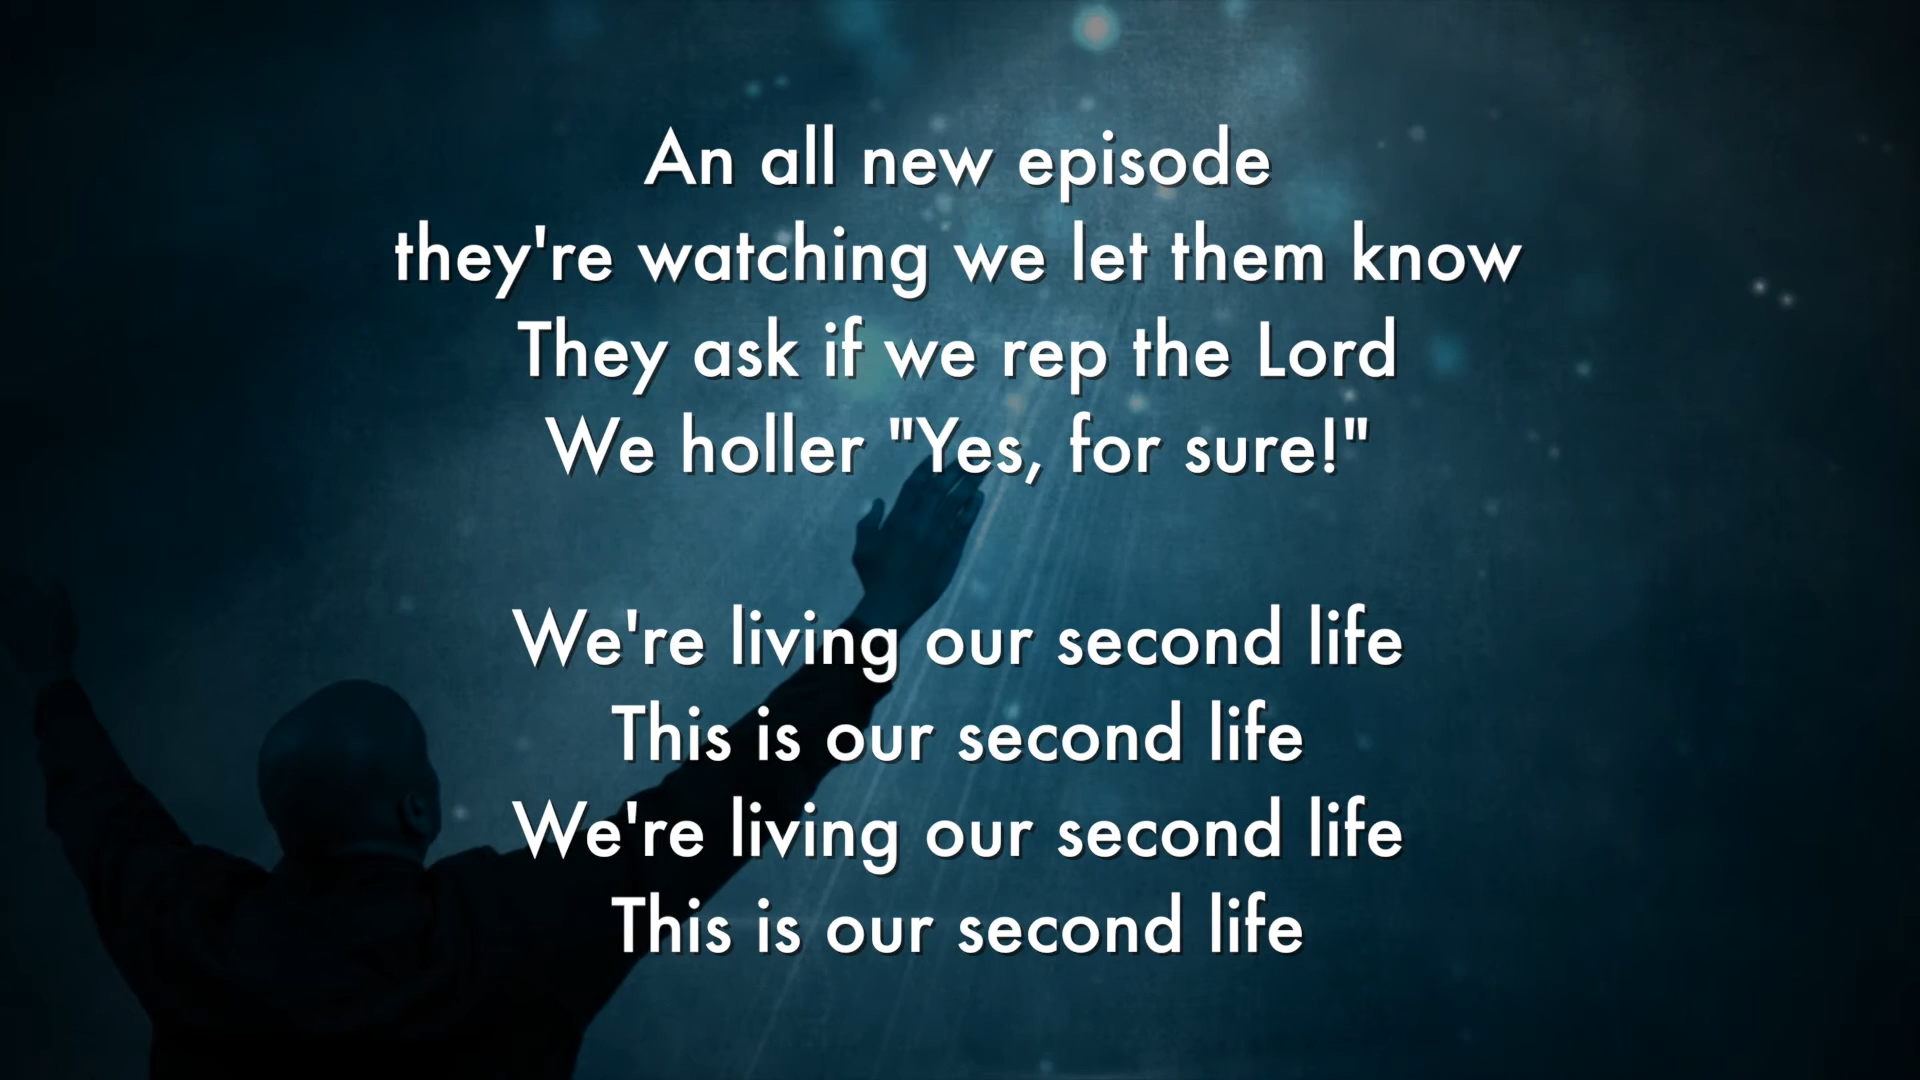 An all new episode
they're watching we let them know
They ask if we rep the Lord
We holler "Yes, for sure!"
We're living our second life
This is our second life
We're living our second life
This is our second life